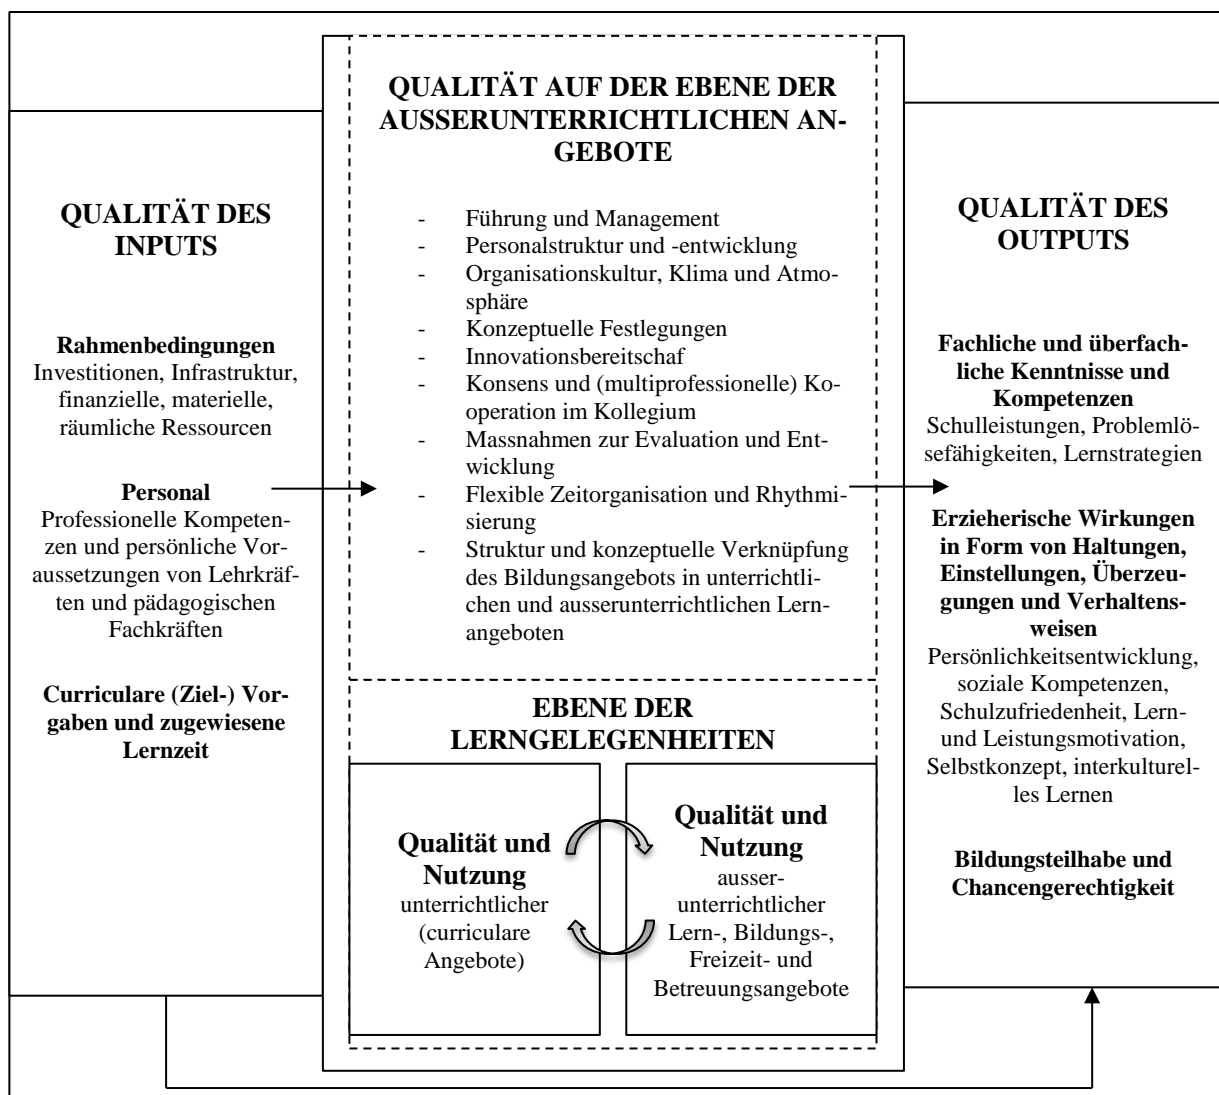 QUALITÄT DES
INPUTS
Rahmenbedingungen
Investitionen, Infrastruktur,
finanzielle, materielle,
räumliche Ressourcen
Personal
Professionelle Kompeten-
zen und persönliche Vor-
aussetzungen von Lehrkräf-
ten und pädagogischen
Fachkräften
Curriculare (Ziel-) Vor-
gaben und zugewiesene
Lernzeit
QUALITÄT AUF DER EBENE DER
AUSSERUNTERRICHTLICHEN AN-
GEBOTE
- Führung und Management
- Personalstruktur und -entwicklung
- Organisationskultur, Klima und Atmo-
sphäre
- Konzeptuelle Festlegungen
- Innovationsbereitschaf
- Konsens und (multiprofessionelle) Ko-
operation im Kollegium
- Massnahmen zur Evaluation und Ent-
wicklung
- Flexible Zeitorganisation und Rhythmi-
sierung
- Struktur und konzeptuelle Verknüpfung
des Bildungsangebots in unterrichtli-
chen und ausserunterrichtlichen Lern-
angeboten
EBENE DER
LERNGELEGENHEITEN
Qualität und
Nutzung
unterrichtlicher
(curriculare
Angebote)
Qualität und
Nutzung
ausser-
unterrichtlicher
Lern-, Bildungs-,
Freizeit- und
Betreuungsangebote
QUALITÄT DES
OUTPUTS
Fachliche und überfach-
liche Kenntnisse und
Kompetenzen
Schulleistungen, Problemlö-
sefähigkeiten, Lernstrategien
Erzieherische Wirkungen
in Form von Haltungen,
Einstellungen, Überzeu-
gungen und Verhaltens-
weisen
Persönlichkeitsentwicklung,
soziale Kompetenzen,
Schulzufriedenheit, Lern-
und Leistungsmotivation,
Selbstkonzept, interkulturel-
les Lernen
Bildungsteilhabe und
Chancengerechtigkeit